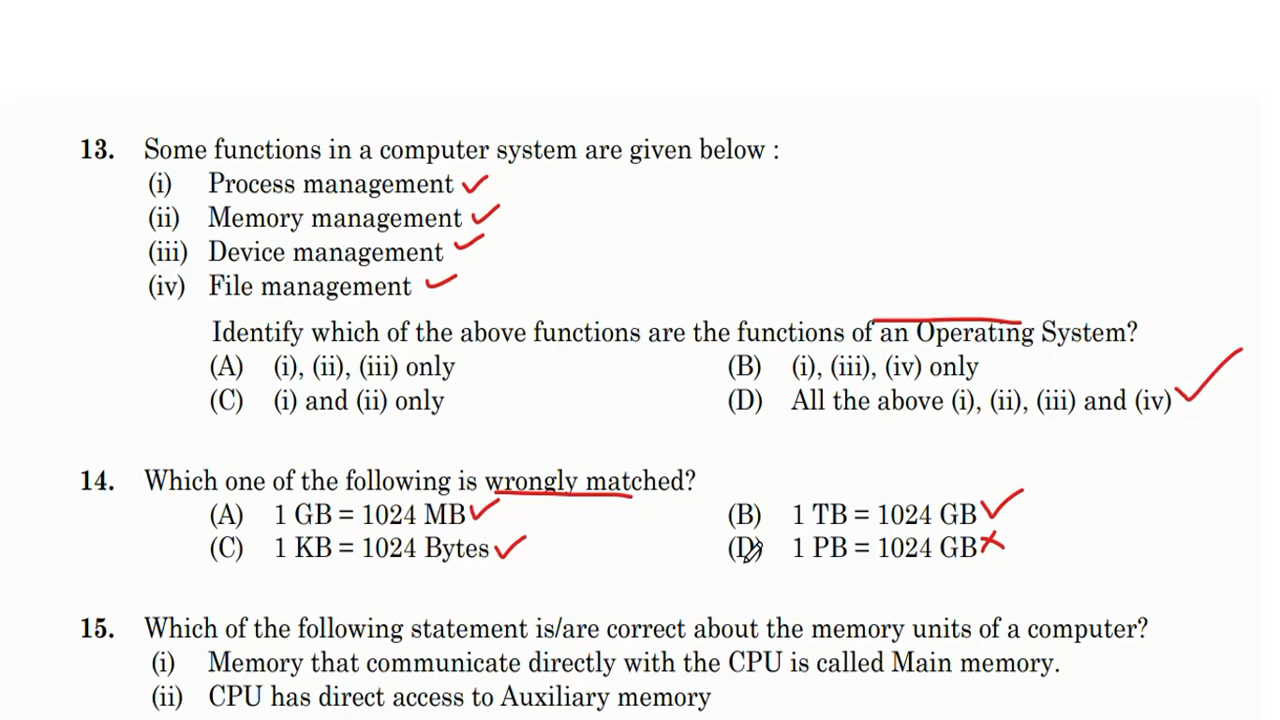 13. Some functions in a computer system are given below :
(i) Process management
(ii) Memory management
(iii) Device management
(iv) File management
Identify which of the above functions are the functions of an Operating System?
(A) (i), (ii), (iii) only (B) (i), (iii), (iv) only
(C) (i) and (ii) only (D) All the above (i), (ii), (iii) and (iv)
14. Which one of the following is wrongly matched?
(A) 1 GB = 1024 MB (B) 1 TB = 1024 GB
(C) 1 KB = 1024 Bytes (D) 1 PB = 1024 GB
15. Which of the following statement is/are correct about the memory units of a computer?
(i) Memory that communicate directly with the CPU is called Main memory.
(ii) CPU has direct access to Auxiliary memory